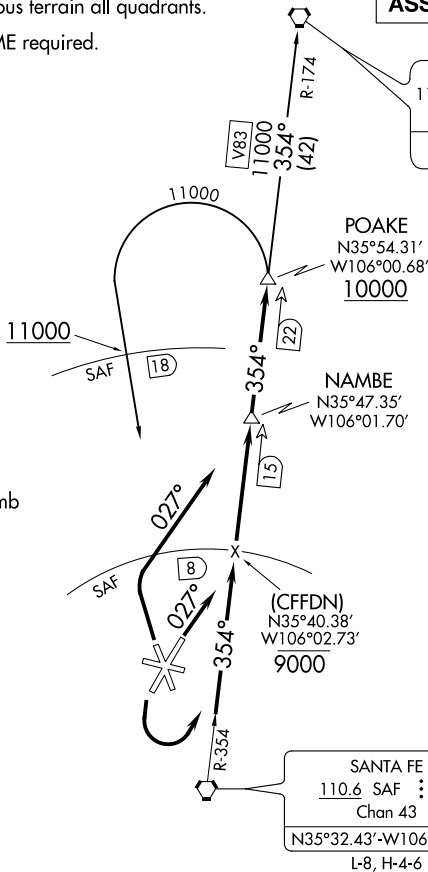 ous terrain all quadrants.
ASS
ME required.
R-174
11
V83
11000
354°
(42)
11000
POAKE
N35°54.31'
W106°00.68'
10000
11000
22
SAF
18
354°
NAMBE
N35°47.35'
W106°01.70'
15
mb
027°
8
SAF
X
027°
(CFFDN)
N35°40.38'
W106°02.73'
9000
354°
R-354
SANTA FE
110.6 SAF
Chan 43
N35°32.43'-W106
L-8, H-4-6